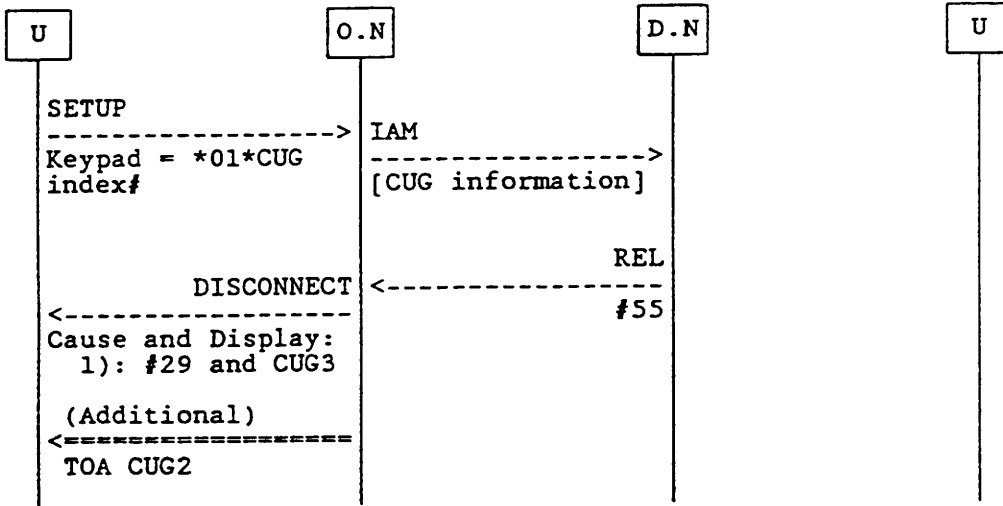 U
O.N
D.N
U
SETUP
-------------------> IAM
Keypad = *01*CUG
index#
------------------>
[CUG information]
REL
DISCONNECT
<------------------
#55
<-------------------
Cause and Display:
1): #29 and CUG3
(Additional)
<===================
TOA CUG2